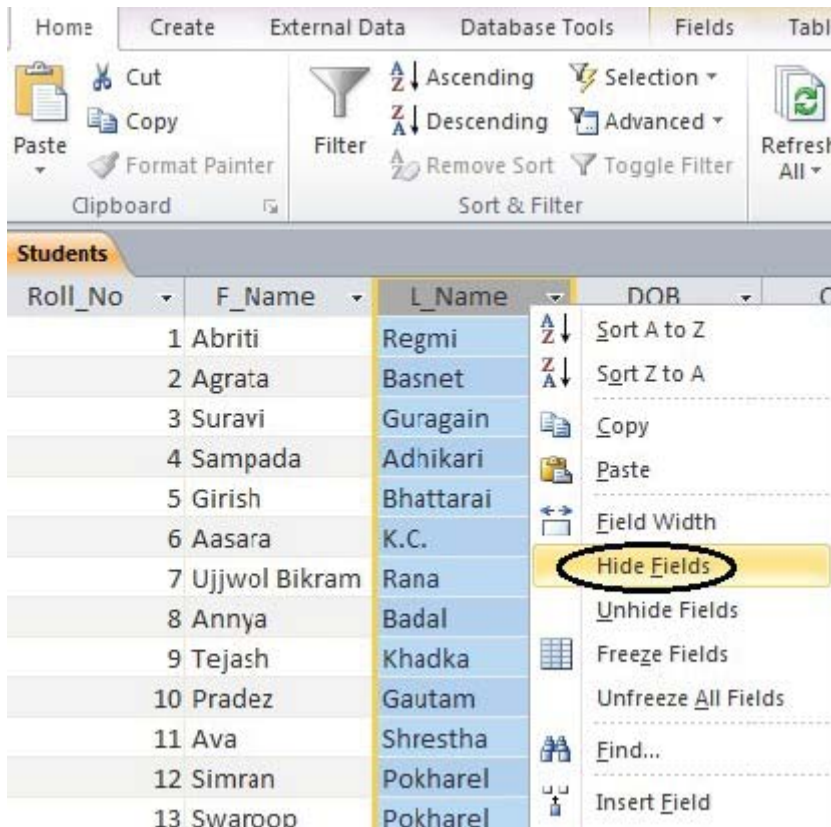 Home Create External Data Database Tools Fields Tabl
Cut Ascending Selection
Copy Descending Advanced
Paste Format Painter Filter Remove Sort Toggle Filter Refresh All
Clipboard Sort & Filter
Students
Roll_No F_Name L_Name DOB C
1 Abriti Regmi
2 Agrata Basnet
3 Suravi Guragain
4 Sampada Adhikari
5 Girish Bhattarai
6 Aasara K.C.
7 Ujjwol Bikram Rana
8 Annya Badal
9 Tejash Khadka
10 Pradez Gautam
11 Ava Shrestha
12 Simran Pokharel
13 Swaroop Pokharel
Sort A to Z
Sort Z to A
Copy
Paste
Field Width
Hide Fields
Unhide Fields
Freeze Fields
Unfreeze All Fields
Find...
Insert Field